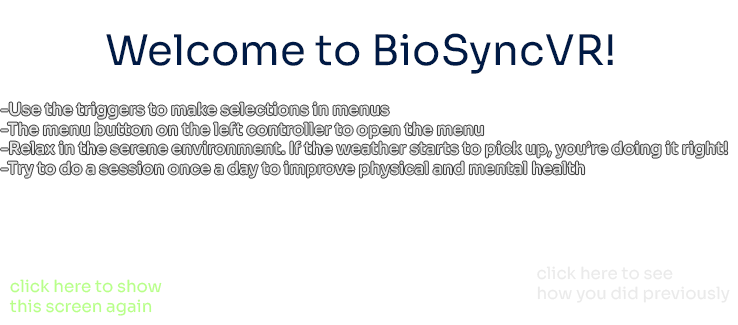 Welcome to BioSyncVR!
-Use the triggers to make selections in menus
-The menu button on the left controller to open the menu
-Relax in the serene environment. If the weather starts to pick up, you're doing it right!
-Try to do a session once a day to improve physical and mental health
click here to show
this screen again
click here to see
how you did previously